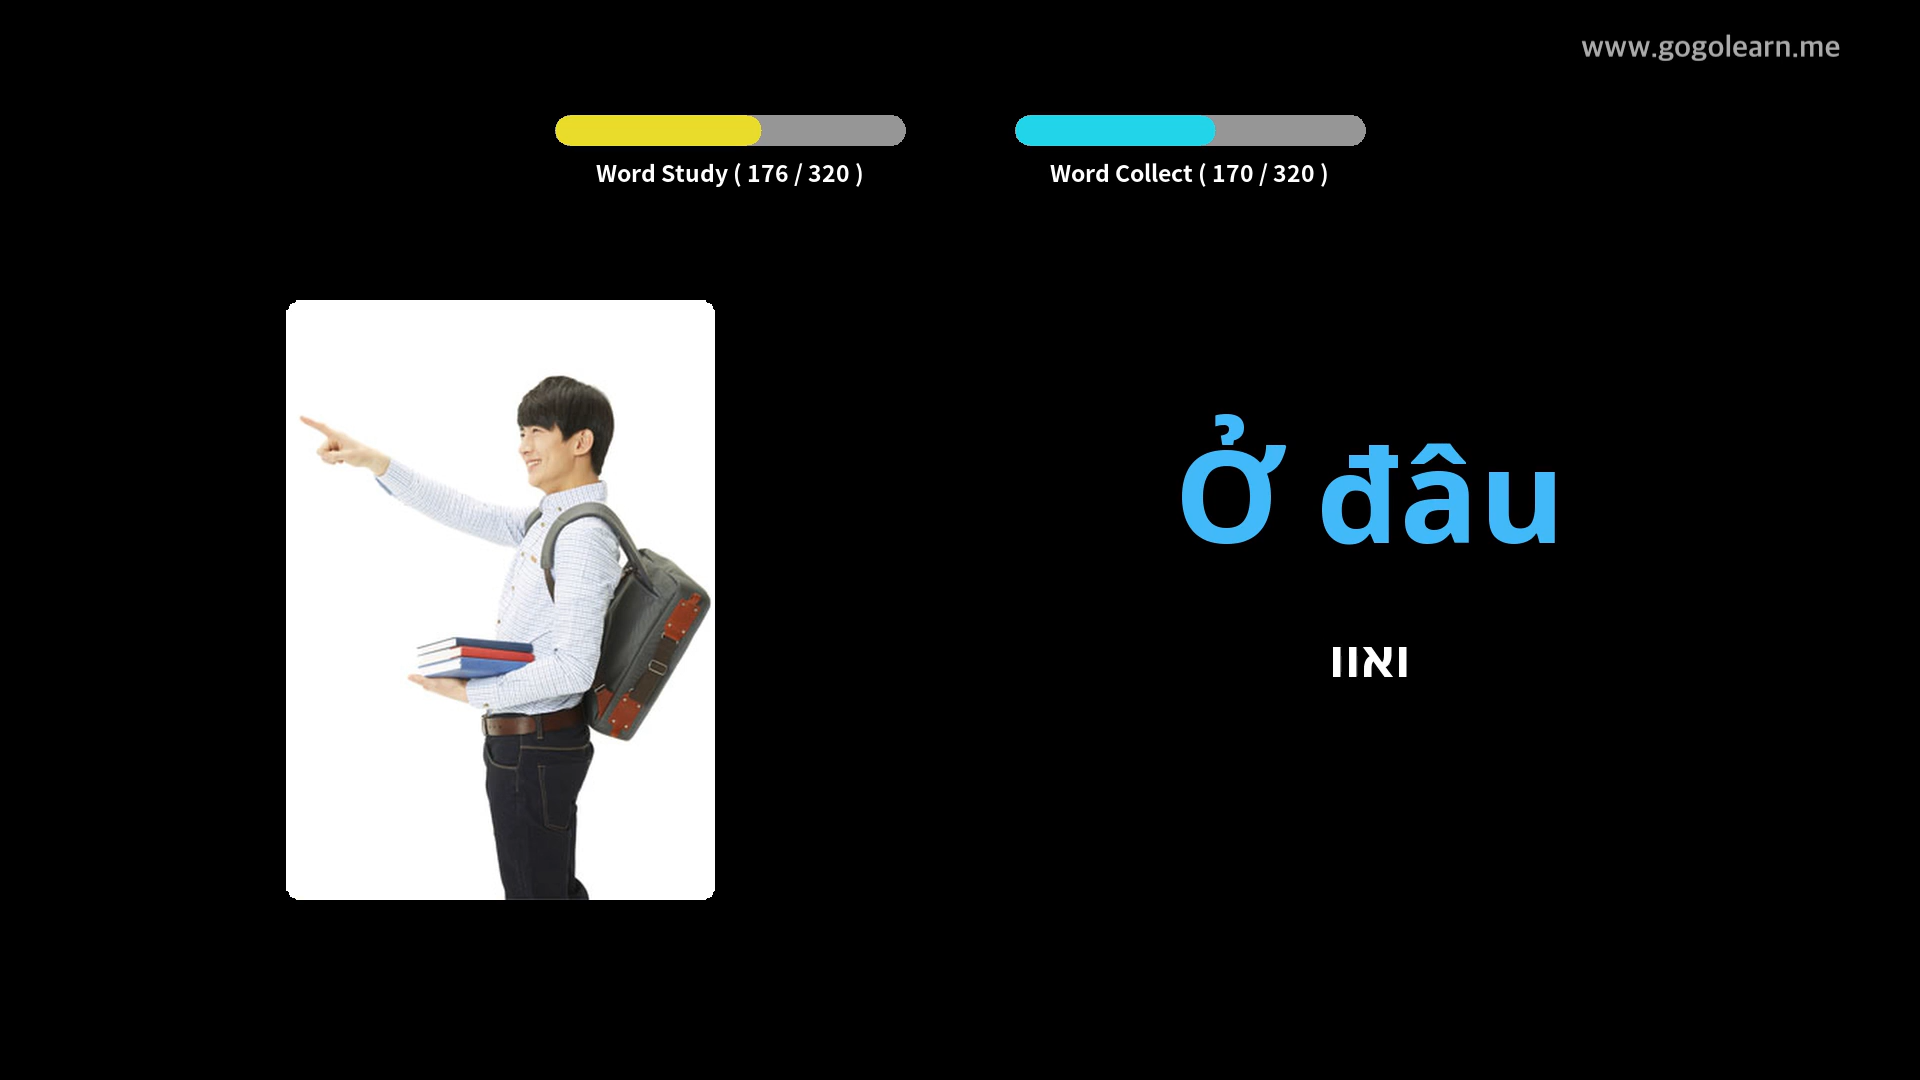 www.gogolearn.me
Word Study ( 176 / 320 )
Word Collect ( 170 / 320 )
Ở đâu
ואוו